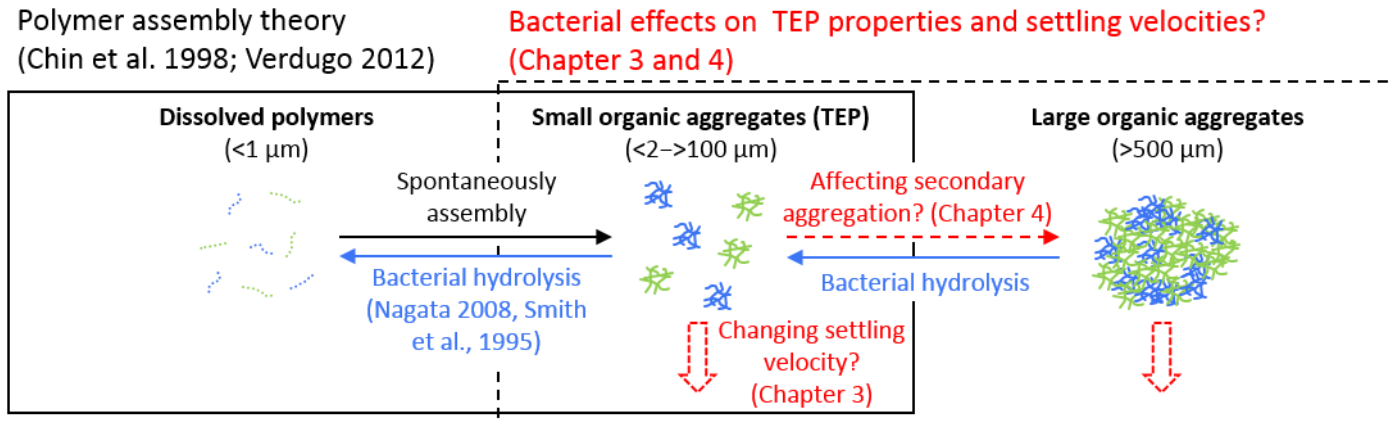 Polymer assembly theory
(Chin et al. 1998; Verdugo 2012)
Bacterial effects on TEP properties and settling velocities?
(Chapter 3 and 4)
Dissolved polymers
(<1 μm)
Small organic aggregates (TEP)
(<2−>100 μm)
Large organic aggregates
(>500 μm)
Spontaneously
assembly
Bacterial hydrolysis
(Nagata 2008, Smith
et al., 1995)
Affecting secondary
aggregation? (Chapter 4)
Bacterial hydrolysis
Changing settling
velocity?
(Chapter 3)